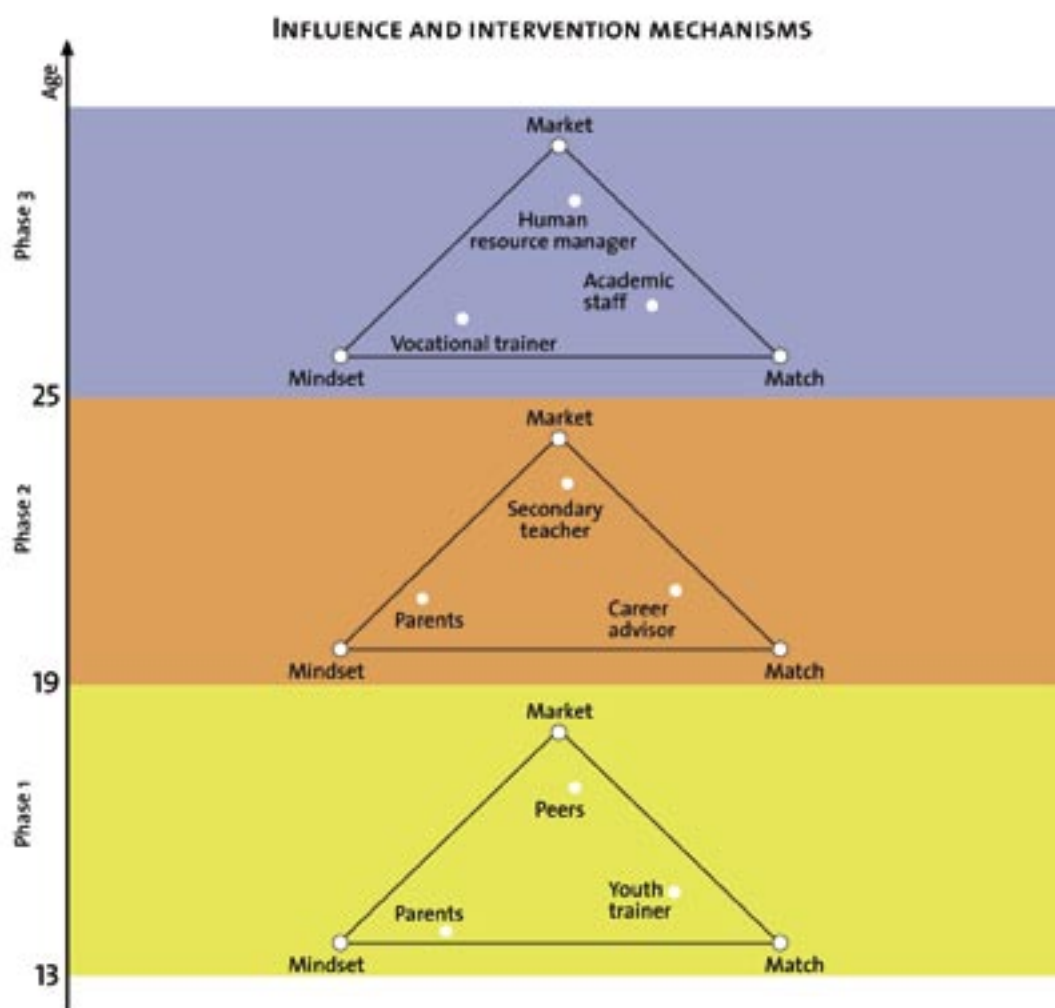 INFLUENCE AND INTERVENTION MECHANISMS
Age
Phase 3
Market
Human
resource manager
Academic
staff
Vocational trainer
Mindset
Match
25
Phase 2
Market
Secondary
teacher
Parents
Career
advisor
Mindset
Match
19
Phase 1
Market
Peers
Youth
trainer
Parents
Mindset
Match
13